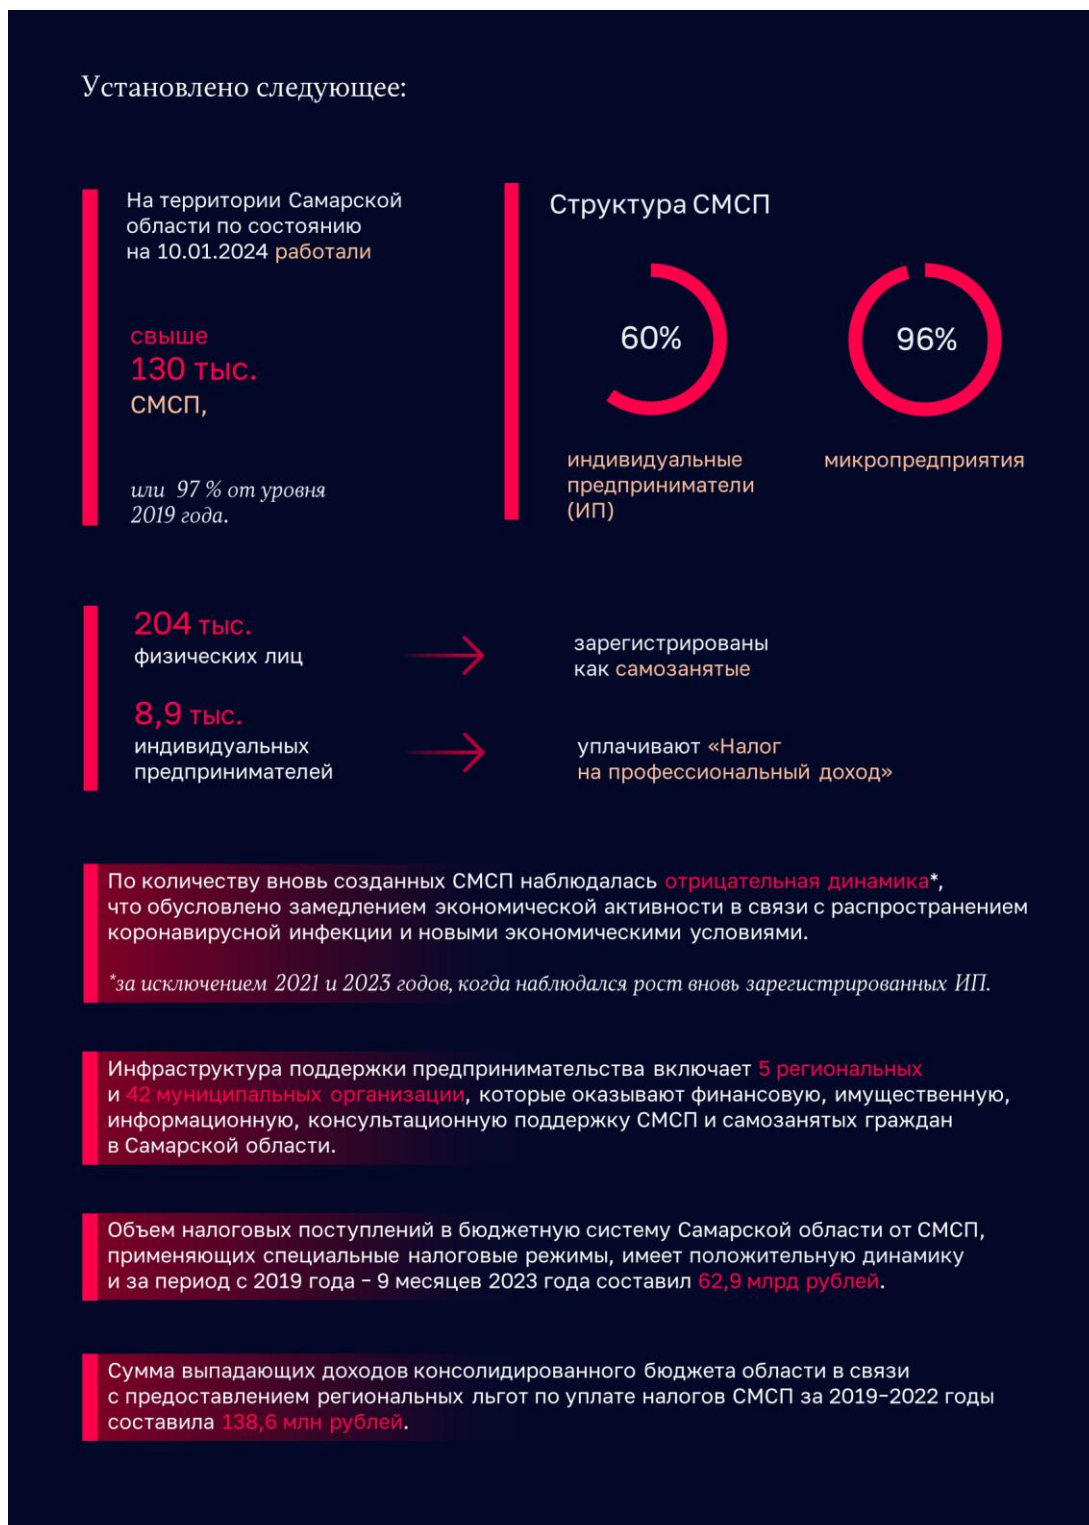 Установлено следующее:
На территории Самарской
области по состоянию
на 10.01.2024 работали
свыше
130 тыс.
СМСП,
или 97 % от уровня
2019 года.
Структура СМСП
60%
96%
индивидуальные
предприниматели
(ИП)
микропредприятия
204 тыс.
физических лиц
зарегистрированы
как самозанятые
8,9 тыс.
индивидуальных
предпринимателей
уплачивают «Налог
на профессиональный доход»
По количеству вновь созданных СМСП наблюдалась отрицательная динамика*,
что обусловлено замедлением экономической активности в связи с распространением
коронавирусной инфекции и новыми экономическими условиями.
*за исключением 2021 и 2023 годов, когда наблюдался рост вновь зарегистрированных ИП.
Инфраструктура поддержки предпринимательства включает 5 региональных
и 42 муниципальных организации, которые оказывают финансовую, имущественную,
информационную, консультационную поддержку СМСП и самозанятых граждан
в Самарской области.
Объем налоговых поступлений в бюджетную систему Самарской области от СМСП,
применяющих специальные налоговые режимы, имеет положительную динамику
и за период с 2019 года – 9 месяцев 2023 года составил 62,9 млрд рублей.
Сумма выпадающих доходов консолидированного бюджета области в связи
с предоставлением региональных льгот по уплате налогов СМСП за 2019–2022 годы
составила 138,6 млн рублей.